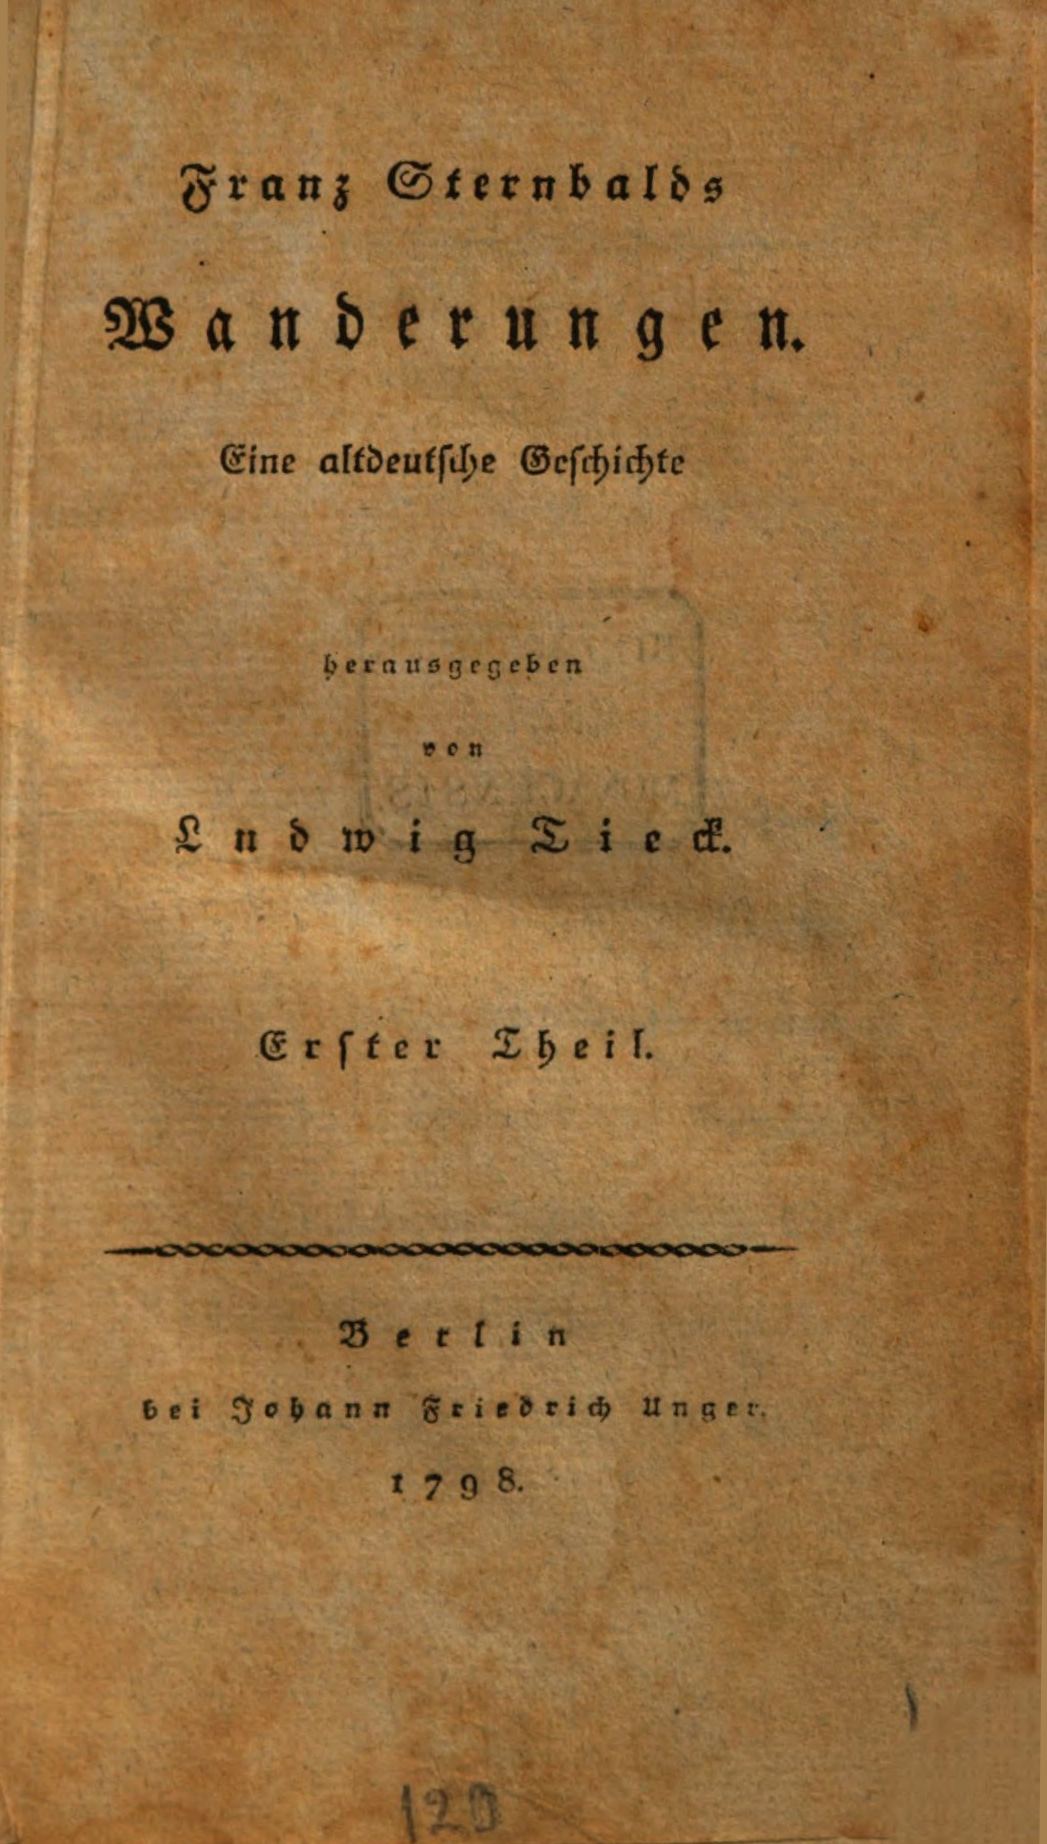 Franz Sternbalds
Wanderungen.
Eine altdeutsche Geschichte
herausgegeben
von
Ludwig Tieck.
Erster Theil.
Berlin
bei Johann Friedrich Unger.
1798.